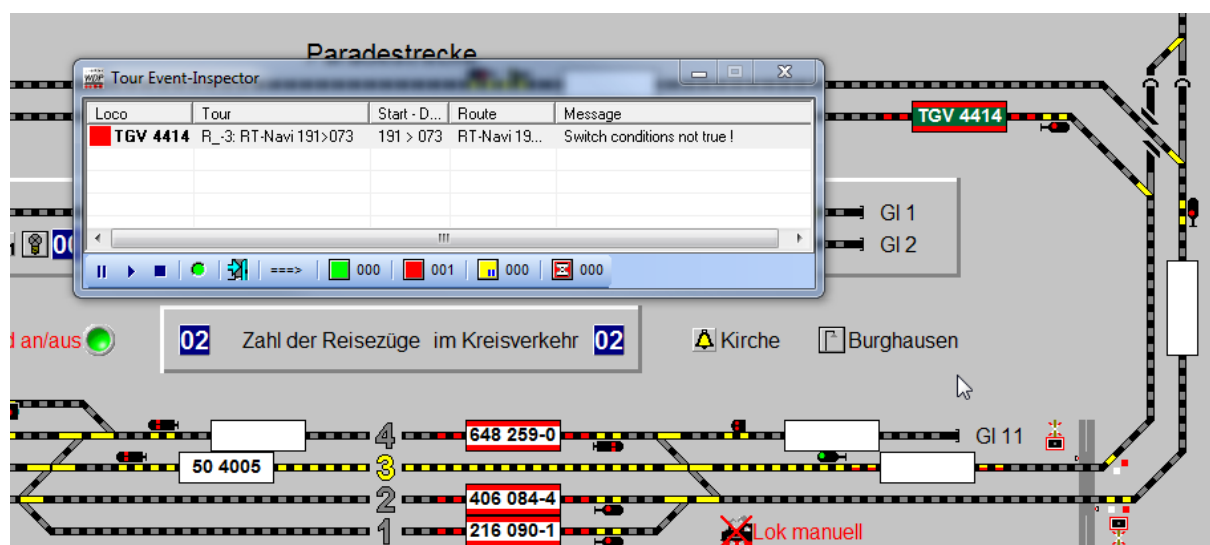 Paradestrecke
WDP Tour Event-Inspector
Loco Tour Start - D... Route Message
TGV 4414 R_-3: RT-Navi 191>073 191 > 073 RT-Navi 19... Switch conditions not true !
TGV 4414
Gl 1
Gl 2
===> 000 001 000 000
an/aus
02 Zahl der Reisezüge im Kreisverkehr 02
Kirche
Burghausen
4 648 259-0
Gl 11
50 4005 3
2 406 084-4
1 216 090-1
Lok manuell